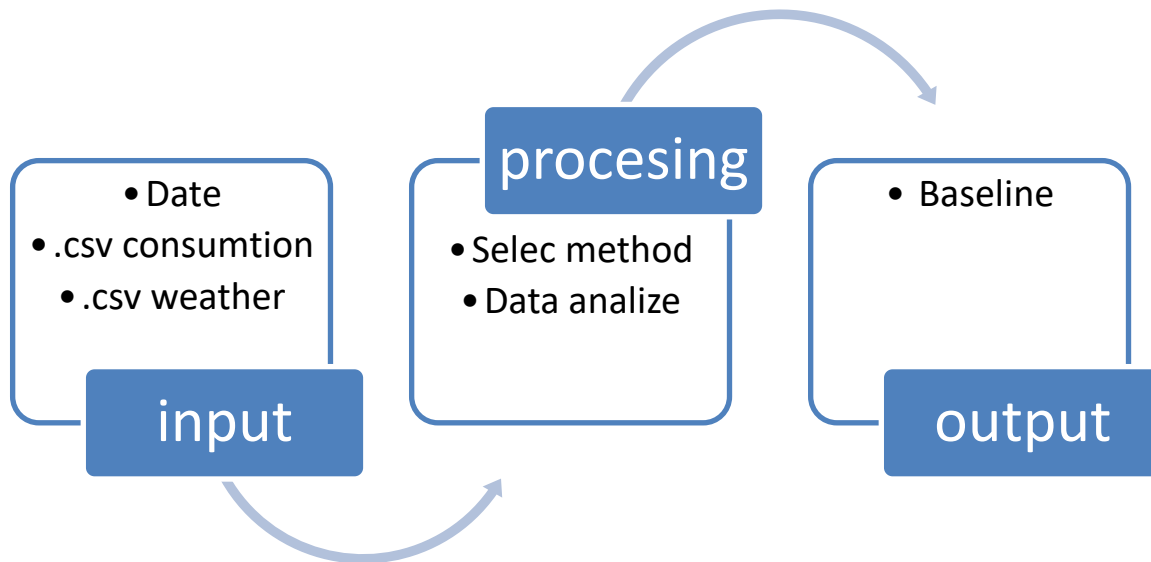 • Date
• .csv consumtion
• .csv weather
input
procesing
• Selec method
• Data analize
• Baseline
output